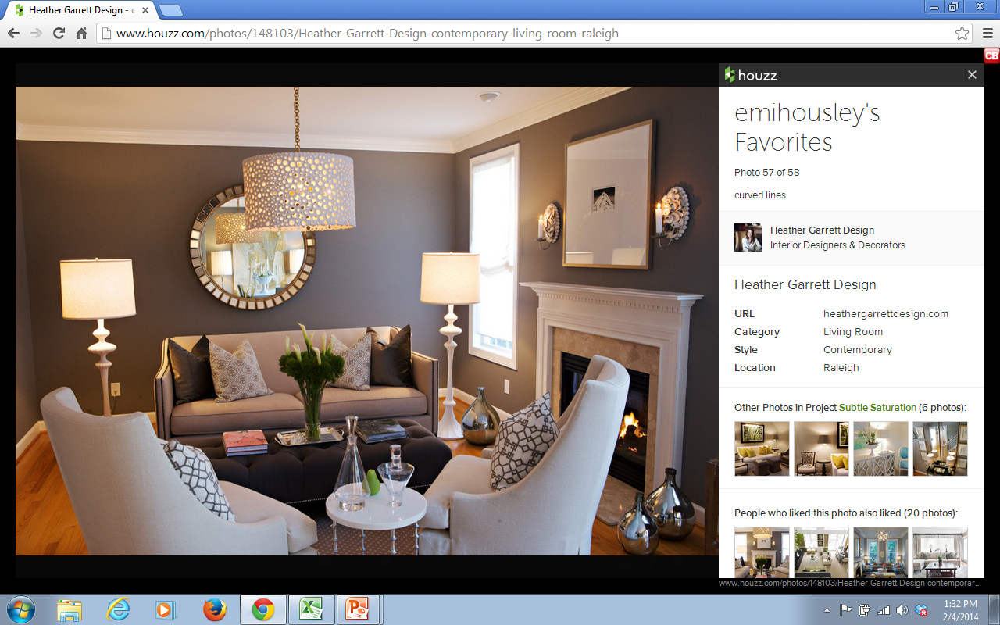 Heather Garrett Design - c
www.houzz.com/photos/148103/Heather-Garrett-Design-contemporary-living-room-raleigh
CB
houzz
emihousley's
Favorites
Photo 57 of 58
curved lines
Heather Garrett Design
Interior Designers & Decorators
Heather Garrett Design
URL heathergarrettdesign.com
Category Living Room
Style Contemporary
Location Raleigh
Other Photos in Project Subtle Saturation (6 photos):
People who liked this photo also liked (20 photos):
www.houzz.com/photos/148103/Heather-Garrett-Design-contemporar...
1:32 PM
2/4/2014